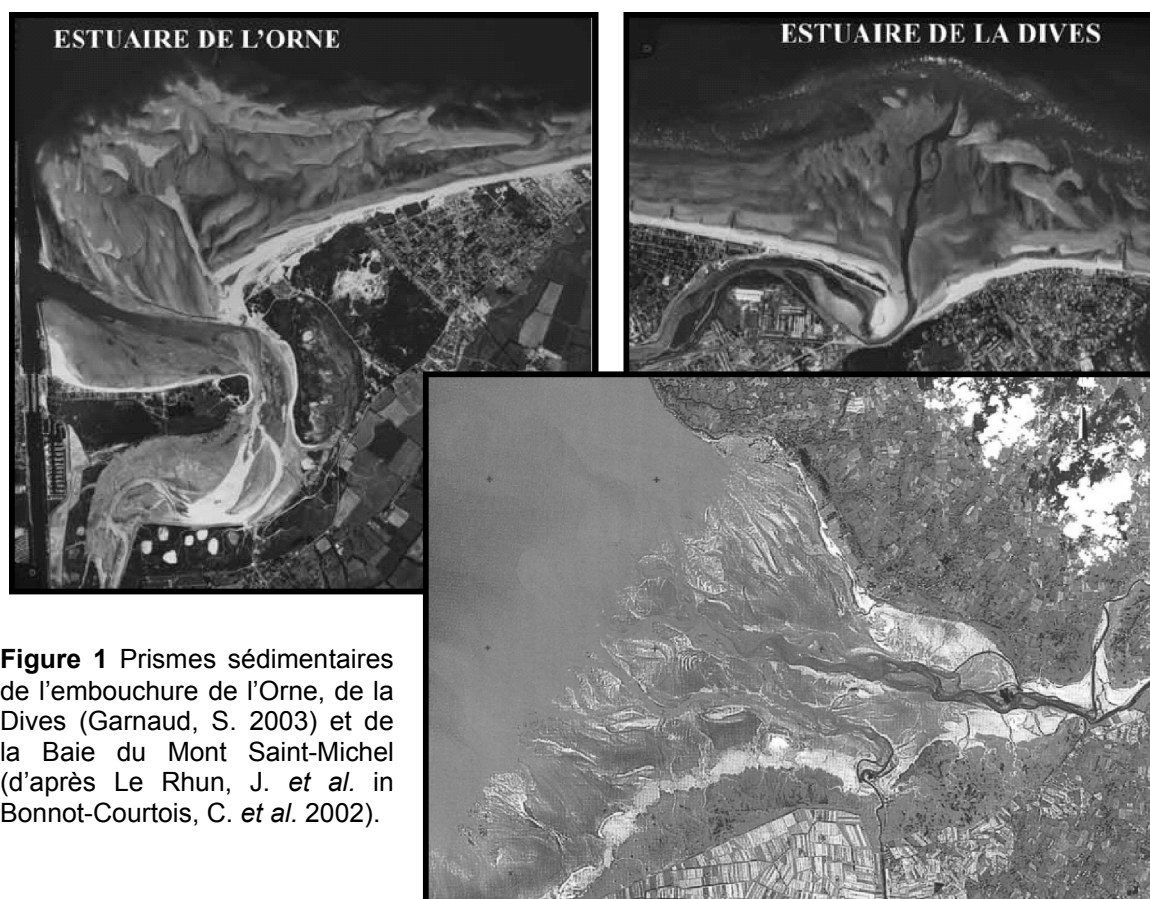 ESTUAIRE DE L'ORNE
ESTUAIRE DE LA DIVES
Figure 1 Prismes sédimentaires
de l'embouchure de l'Orne, de la
Dives (Garnaud, S. 2003) et de
la Baie du Mont Saint-Michel
(d'après Le Rhun, J. et al. in
Bonnot-Courtois, C. et al. 2002).